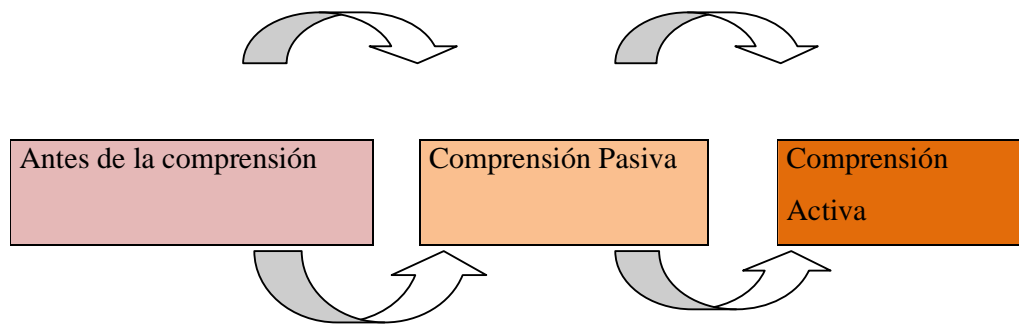 Antes de la comprensión
Comprensión Pasiva
Comprensión
Activa